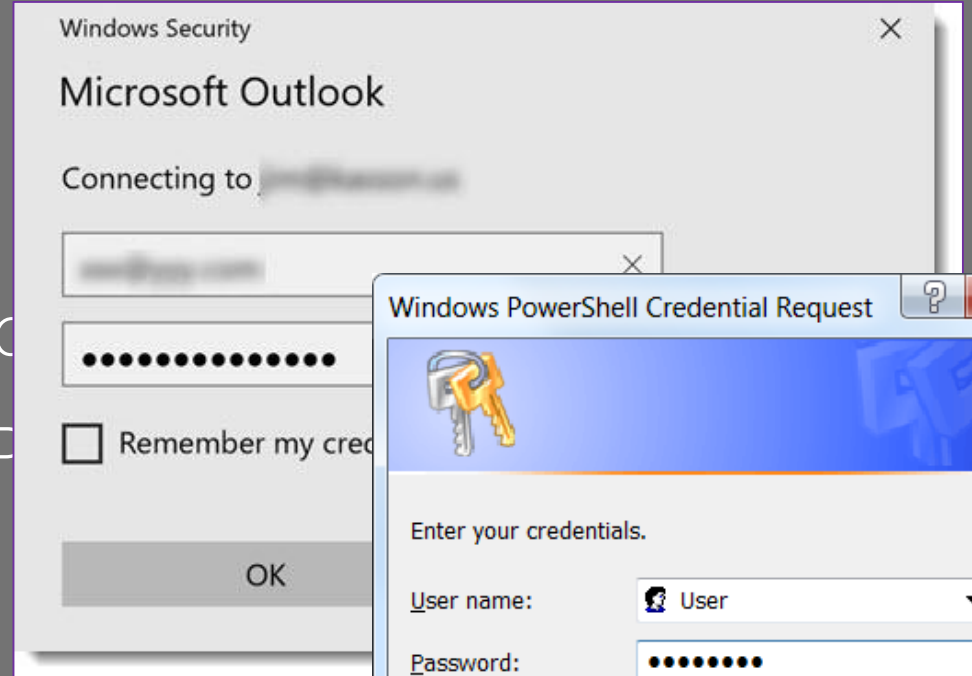 Windows Security
Microsoft Outlook
Connecting to
Windows PowerShell Credential Request
Remember my cred
Enter your credentials.
OK
User name:
User
Password: